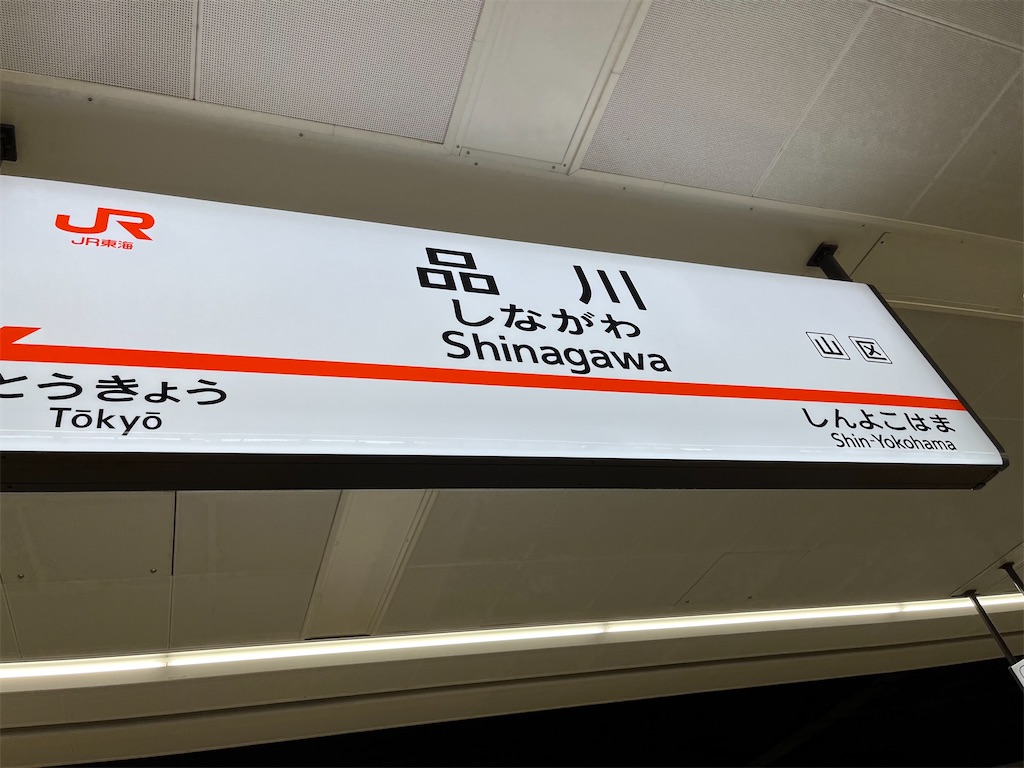 JR
JR東海
品川
しながわ
Shinagawa
山 区
とうきょう
Tōkyō
しんよこはま
Shin-Yokohama